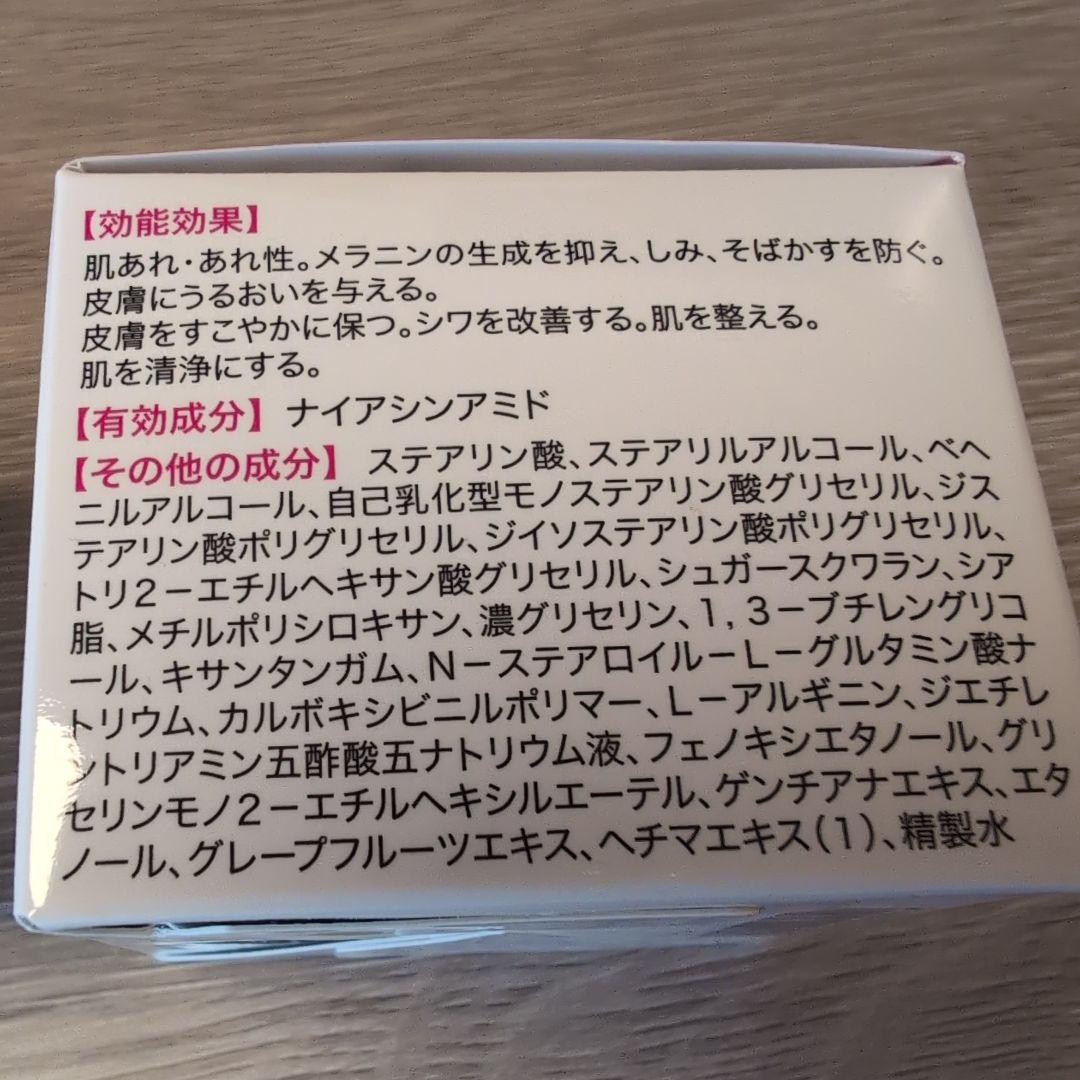 【効能効果】
肌あれ・あれ性。メラニンの生成を抑え、しみ、そばかすを防ぐ。
皮膚にうるおいを与える。
皮膚をすこやかに保つ。シワを改善する。肌を整える。
肌を清浄にする。
【有効成分】 ナイアシンアミド
【その他の成分】 ステアリン酸、ステアリルアルコール、ベヘ
ニルアルコール、自己乳化型モノステアリン酸グリセリル、ジス
テアリン酸ポリグリセリル、ジイソステアリン酸ポリグリセリル、
トリ2－エチルヘキサン酸グリセリル、シュガースクワラン、シア
脂、メチルポリシロキサン、濃グリセリン、1，3－ブチレングリコ
ール、キサンタンガム、N－ステアロイル－L－グルタミン酸ナ
トリウム、カルボキシビニルポリマー、L－アルギニン、ジエチレ
ントリアミン五酢酸五ナトリウム液、フェノキシエタノール、グリ
セリンモノ2－エチルヘキシルエーテル、ゲンチアナエキス、エタ
ノール、グレープフルーツエキス、ヘチマエキス（1）、精製水